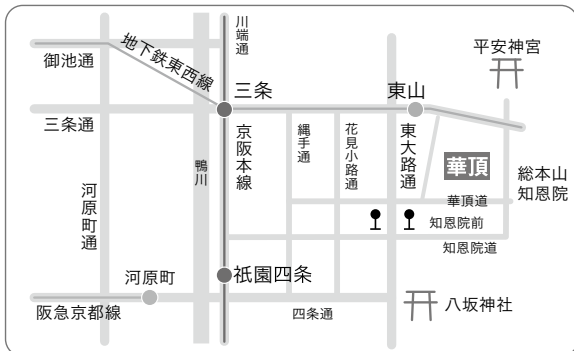 川端通
地下鉄東西線
御池通
平安神宮
三条
東山
三条通
京阪本線
縄手通
花見小路通
東大路通
鴨川
華頂
総本山
知恩院
河原町通
華頂道
知恩院前
知恩院道
河原町
祇園四条
阪急京都線
四条通
八坂神社